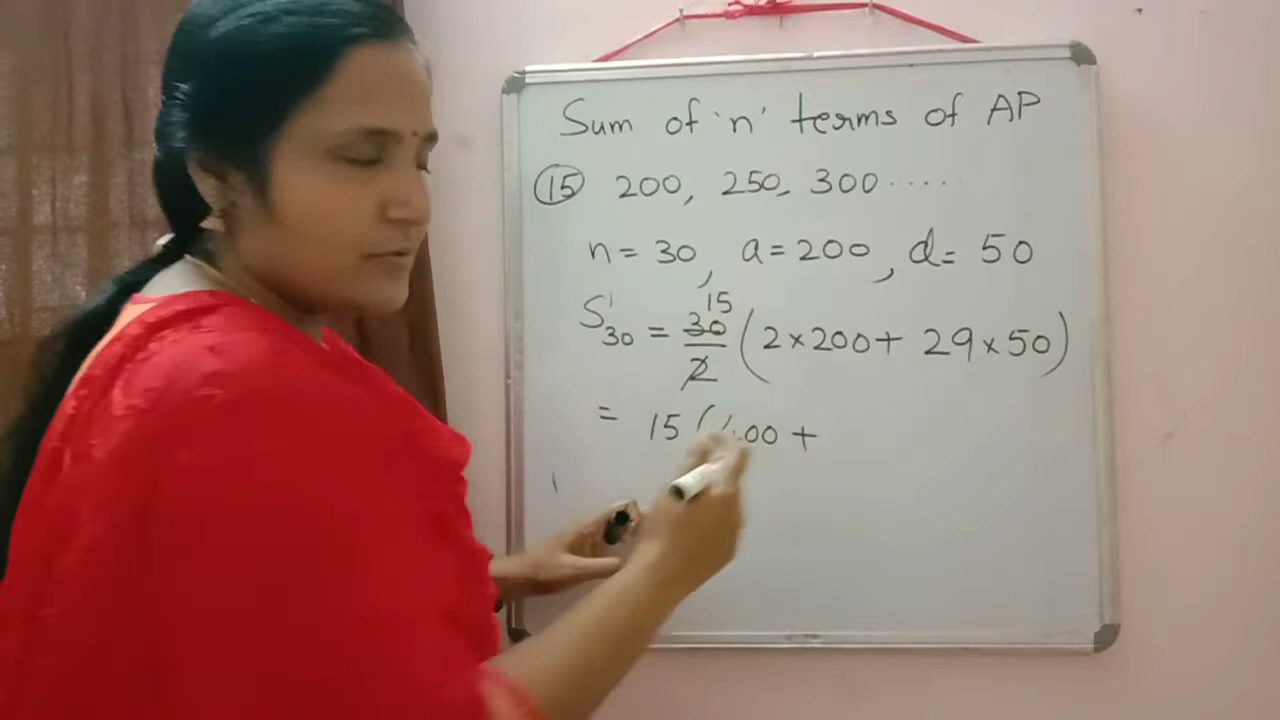 Sum of 'n' terms of AP
15 200, 250, 300 .....
n = 30, a = 200, d = 50
S30 = 30/2 15 (2 × 200 + 29 × 50)
= 15 (400 +